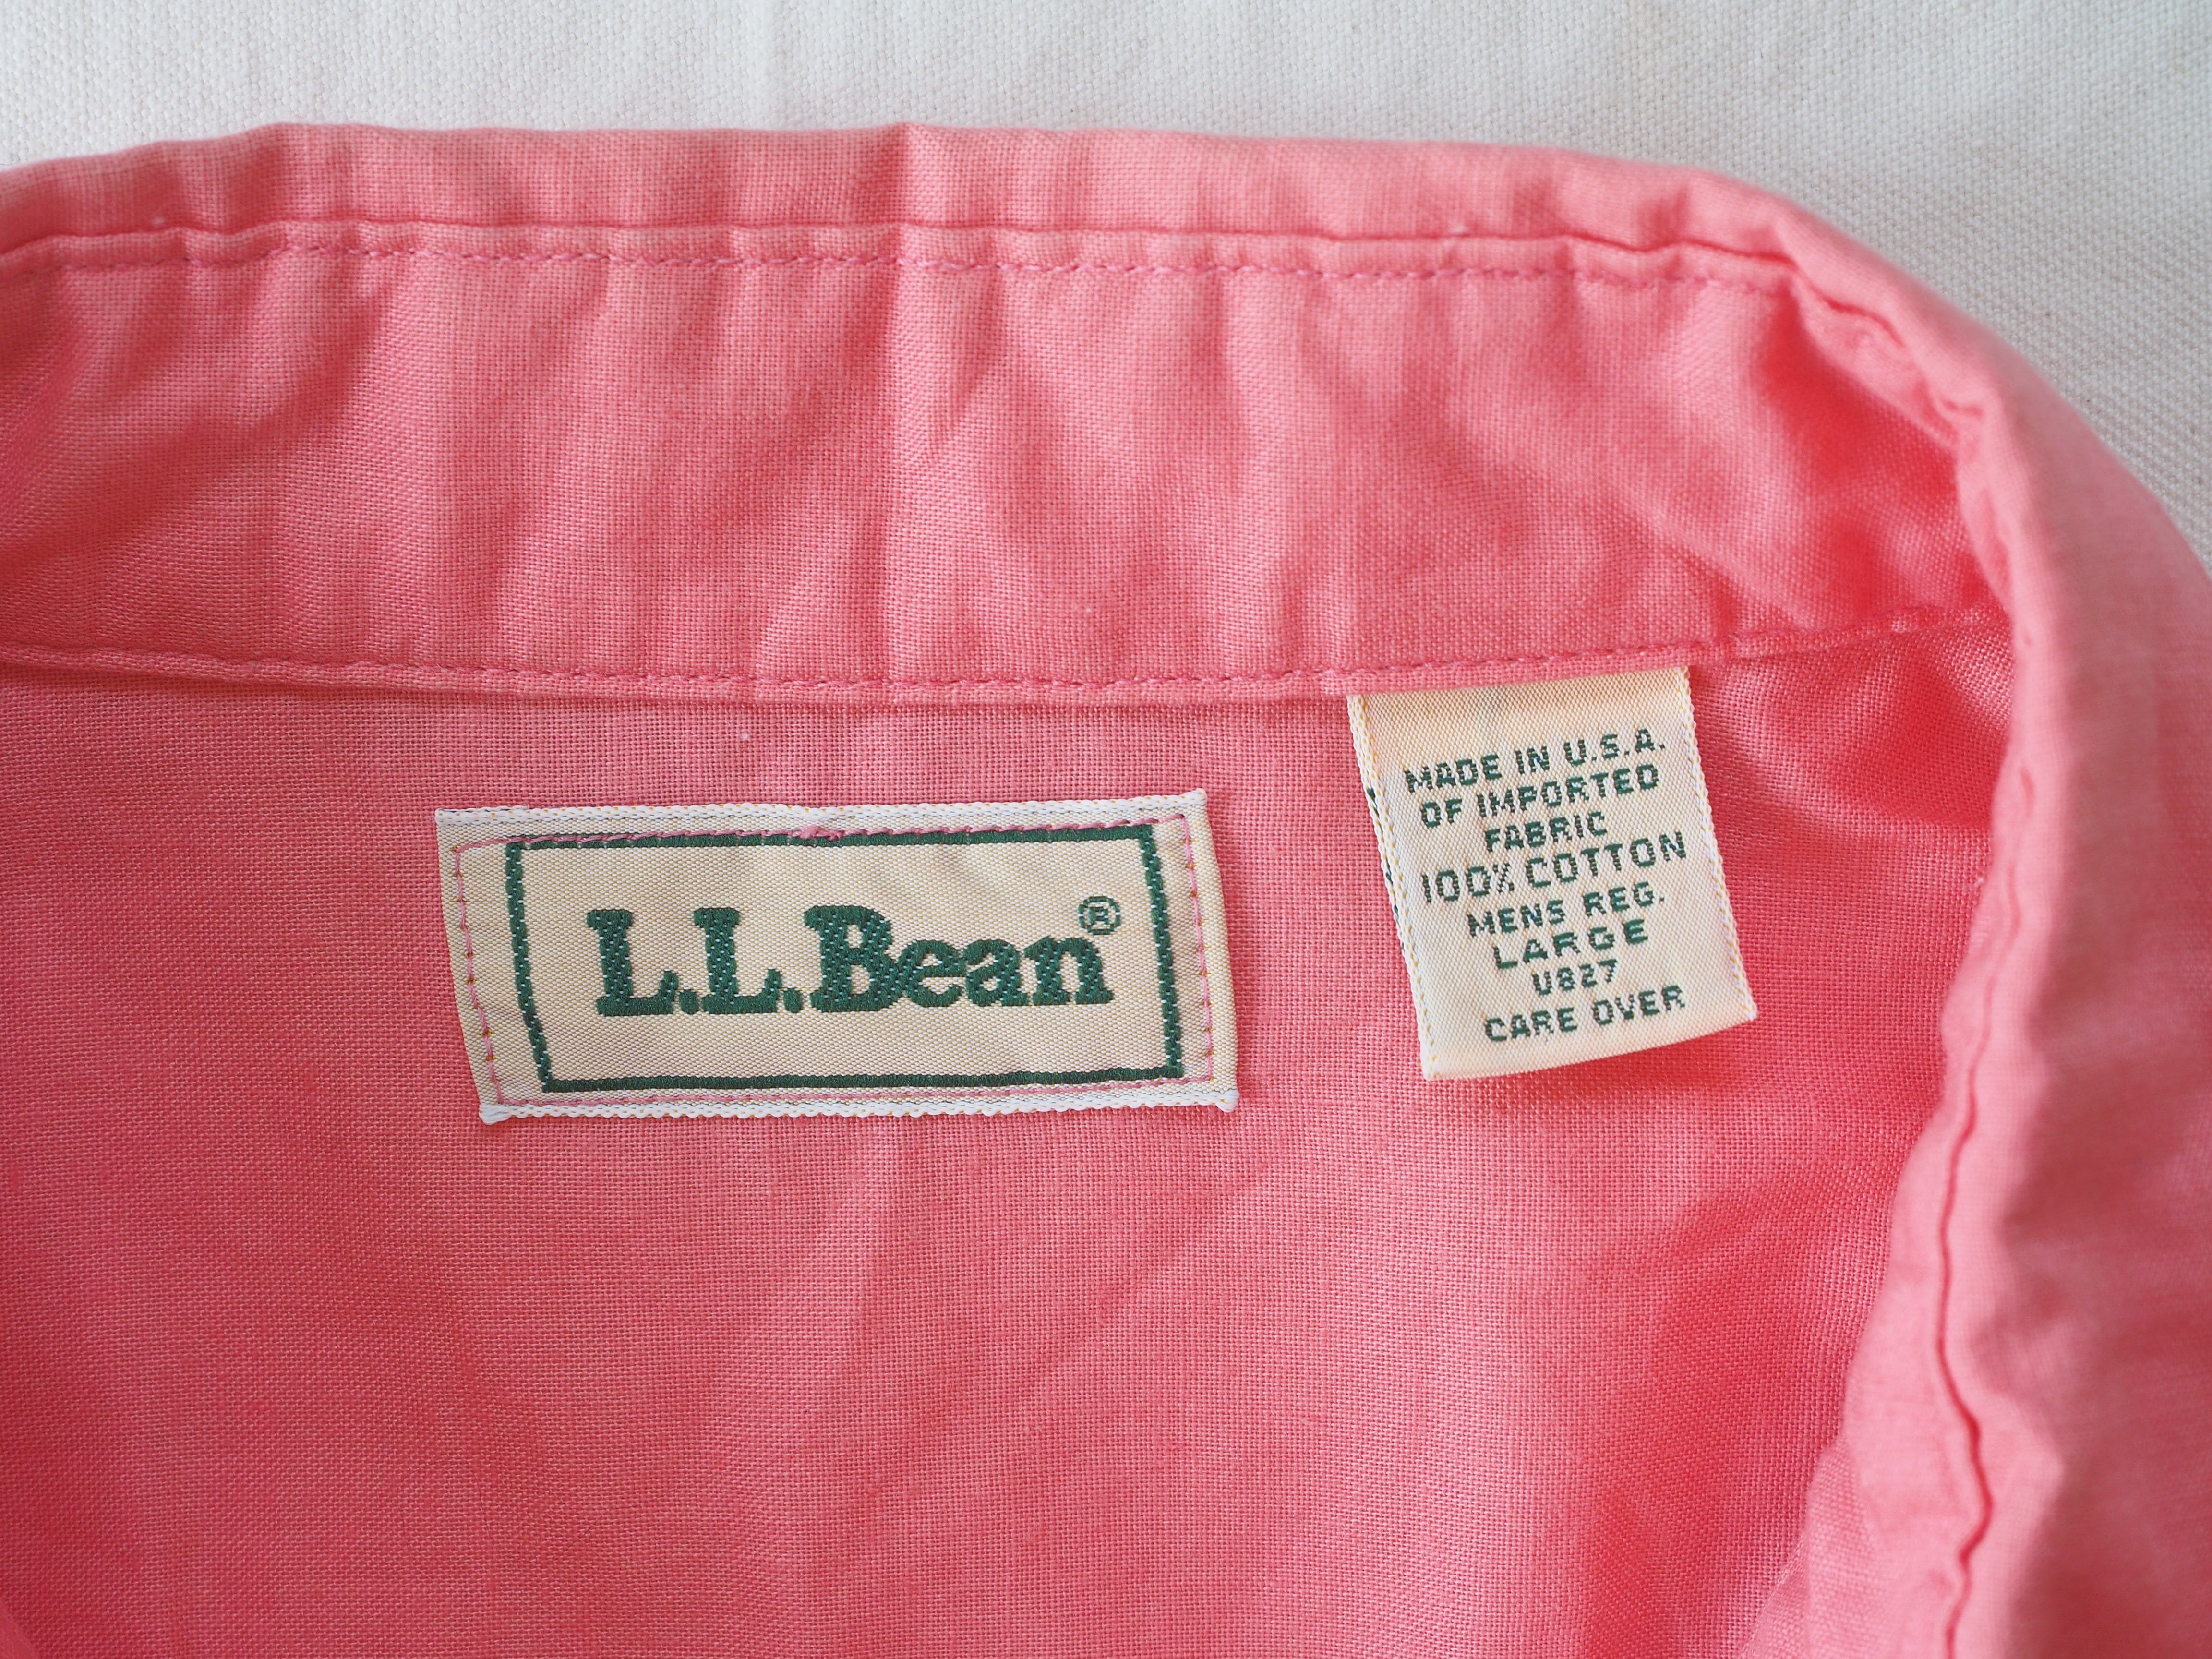 L.L.Bean®
MADE IN U.S.A.
OF IMPORTED
FABRIC
100% COTTON
MENS REG.
LARGE
U827
CARE OVER